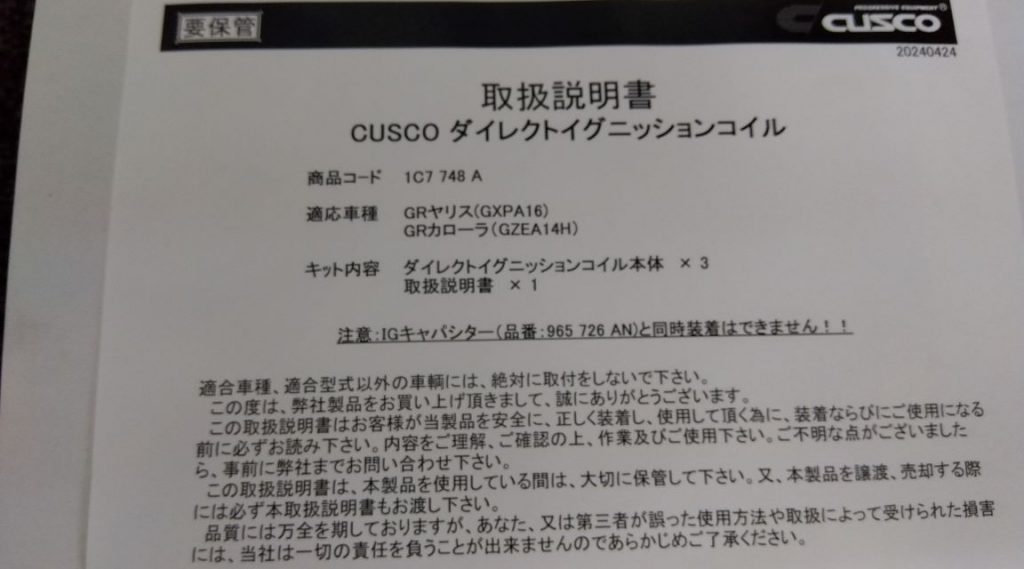 要保管
PROGRESSIVE EQUIPMENT
CUSCO
20240424
取扱説明書
CUSCO ダイレクトイグニッションコイル
商品コード 1C7 748 A
適応車種 GRヤリス(GXPA16)
GRカローラ(GZEA14H)
キット内容 ダイレクトイグニッションコイル本体 × 3
取扱説明書 × 1
注意:IGキャパシター(品番:965 726 AN)と同時装着はできません!!
適合車種、適合型式以外の車輌には、絶対に取付をしないで下さい。
この度は、弊社製品をお買い上げ頂きまして、誠にありがとうございます。
この取扱説明書はお客様が当製品を安全に、正しく装着し、使用して頂く為に、装着ならびにご使用になる
前に必ずお読み下さい。内容をご理解、ご確認の上、作業及びご使用下さい。ご不明な点がございました
ら、事前に弊社までお問い合わせ下さい。
この取扱説明書は、本製品を使用している間は、大切に保管して下さい。又、本製品を譲渡、売却する際
には必ず本取扱説明書もお渡し下さい。
品質には万全を期しておりますが、あなた、又は第三者が誤った使用方法や取扱によって受けられた損害
には、当社は一切の責任を負うことが出来ませんのであらかじめご了承ください。